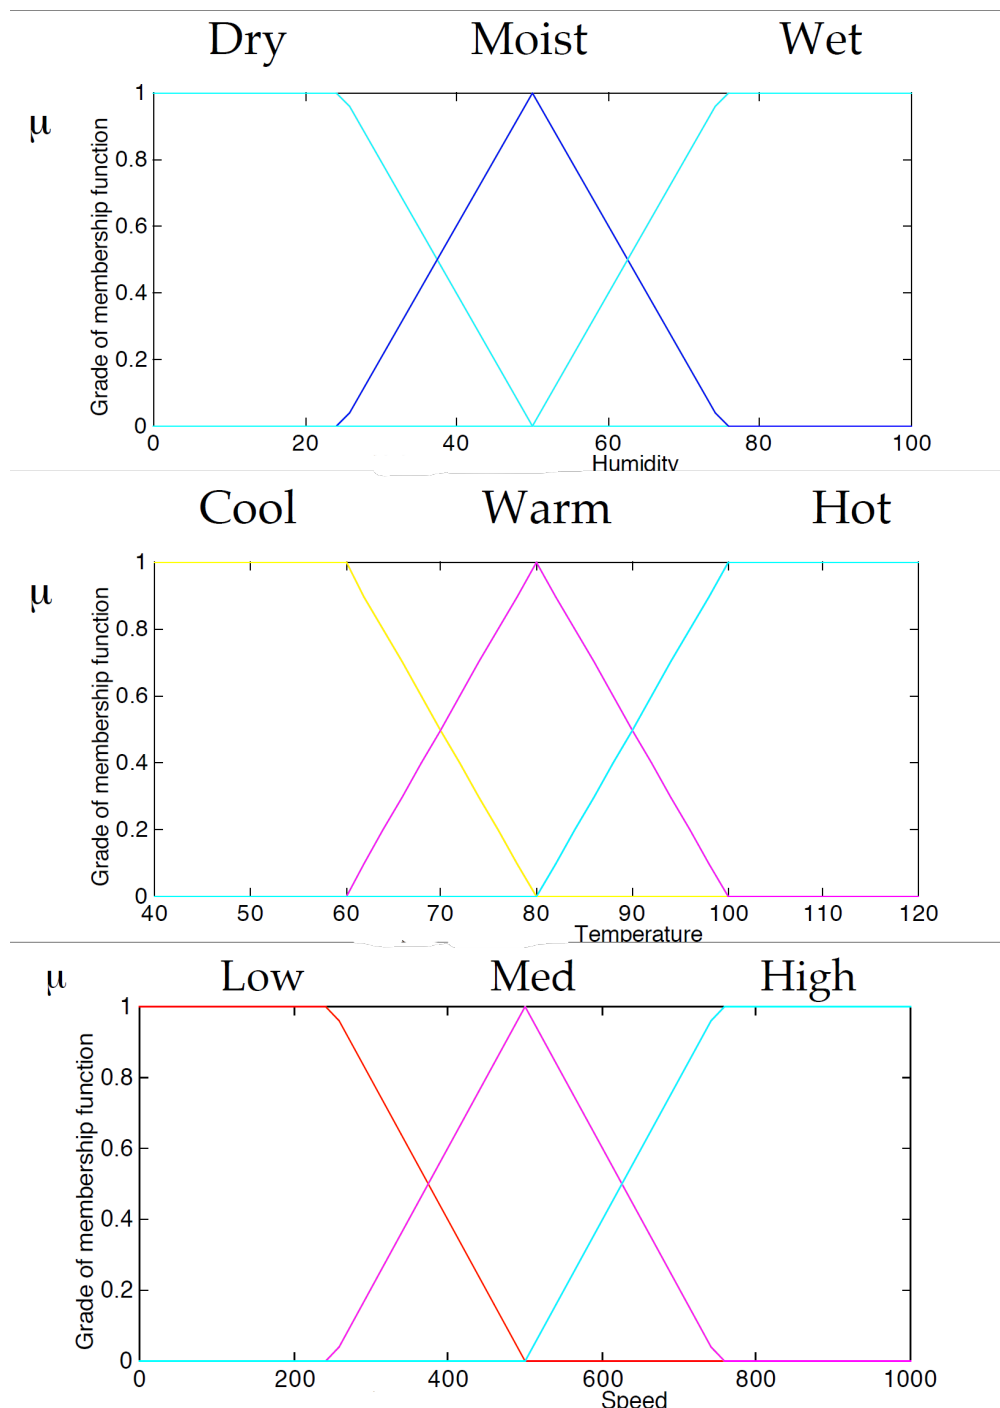 Dry Moist Wet
μ
Grade of membership function
1
0.8
0.6
0.4
0.2
0
0 20 40 60 80 100
Humidity
Cool Warm Hot
μ
Grade of membership function
1
0.8
0.6
0.4
0.2
0
40 50 60 70 80 90 100 110 120
Temperature
μ Low Med High
Grade of membership function
1
0.8
0.6
0.4
0.2
0
0 200 400 600 800 1000
Speed